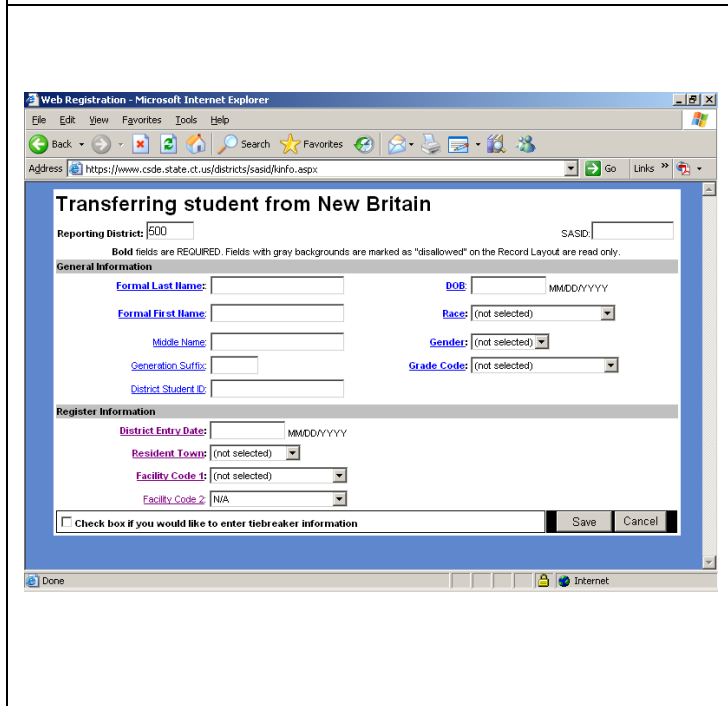 Web Registration - Microsoft Internet Explorer
File Edit View Favorites Tools Help
Back Search Favorites
Address https://www.csde.state.ct.us/districts/sasid/kinfo.aspx Go Links »
Transferring student from New Britain
Reporting District: 500 SASID:
Bold fields are REQUIRED. Fields with gray backgrounds are marked as "disallowed" on the Record Layout are read only.
General Information
Formal Last Name: DOB: MM/DD/YYYY
Formal First Name: Race: (not selected)
Middle Name: Gender: (not selected)
Generation Suffix: Grade Code: (not selected)
District Student ID:
Register Information
District Entry Date: MM/DD/YYYY
Resident Town: (not selected)
Facility Code 1: (not selected)
Facility Code 2: N/A
Check box if you would like to enter tiebreaker information Save Cancel
Done Internet